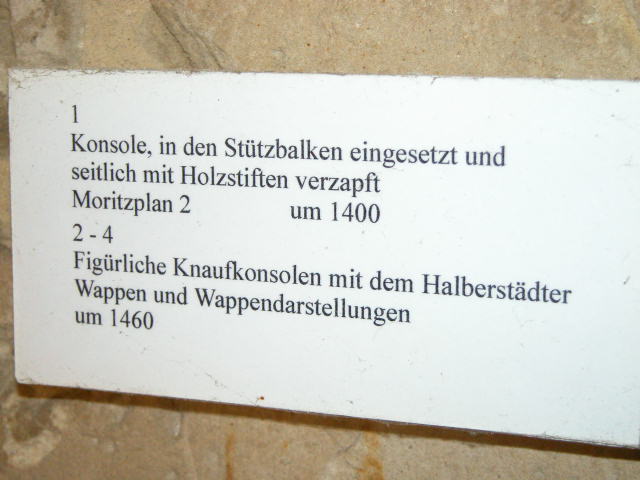 1
Konsole, in den Stützbalken eingesetzt und
seitlich mit Holzstiften verzapft
Moritzplan 2 um 1400
2 - 4
Figürliche Knaufkonsolen mit dem Halberstädter
Wappen und Wappendarstellungen
um 1460